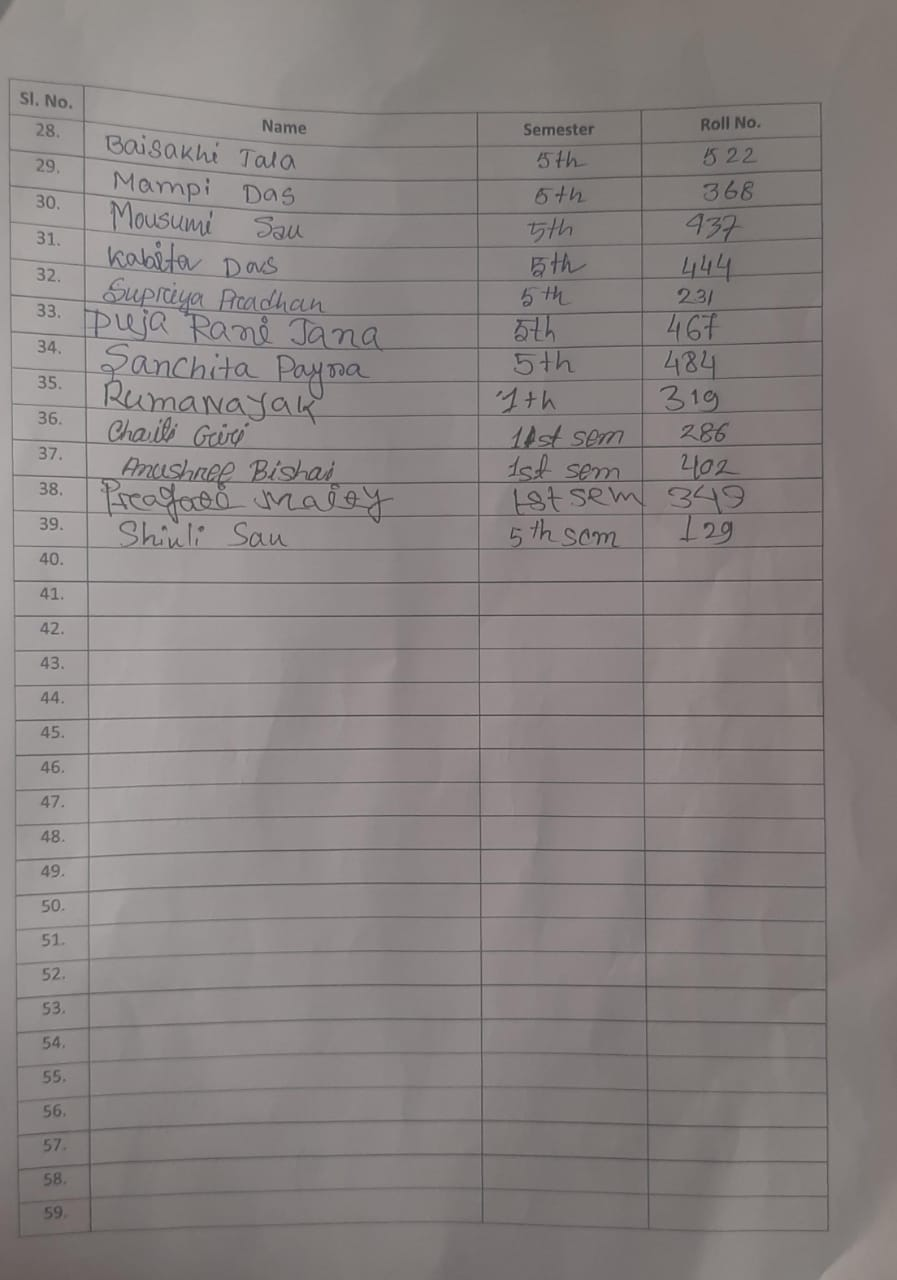 Sl. No. Name Semester Roll No.
28. Baisakhi Tala 5th 522
29. Mampi Das 5th 368
30. Mousumi Sau 5th 437
31. Kabita Das 5th 444
32. Supriya Pradhan 5th 231
33. Puja Rani Jana 5th 467
34. Sanchita Payra 5th 484
35. Ruma Nayak 1th 319
36. Giri 1st sem 286
37. Anushree Bishai 1st sem 402
38. Maity 1st sem 349
39. Shiuli Sau 5th sem 129
40.
41.
42.
43.
44.
45.
46.
47.
48.
49.
50.
51.
52.
53.
54.
55.
56.
57.
58.
59.